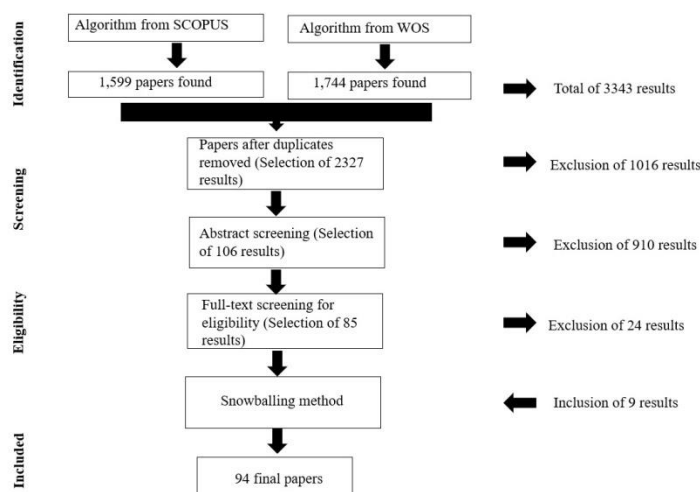 Identification
Algorithm from SCOPUS
Algorithm from WOS
1,599 papers found
1,744 papers found
Total of 3343 results
Screening
Papers after duplicates
removed (Selection of 2327
results)
Exclusion of 1016 results
Abstract screening (Selection
of 106 results)
Exclusion of 910 results
Eligibility
Full-text screening for
eligibility (Selection of 85
results)
Exclusion of 24 results
Included
Snowballing method
Inclusion of 9 results
94 final papers